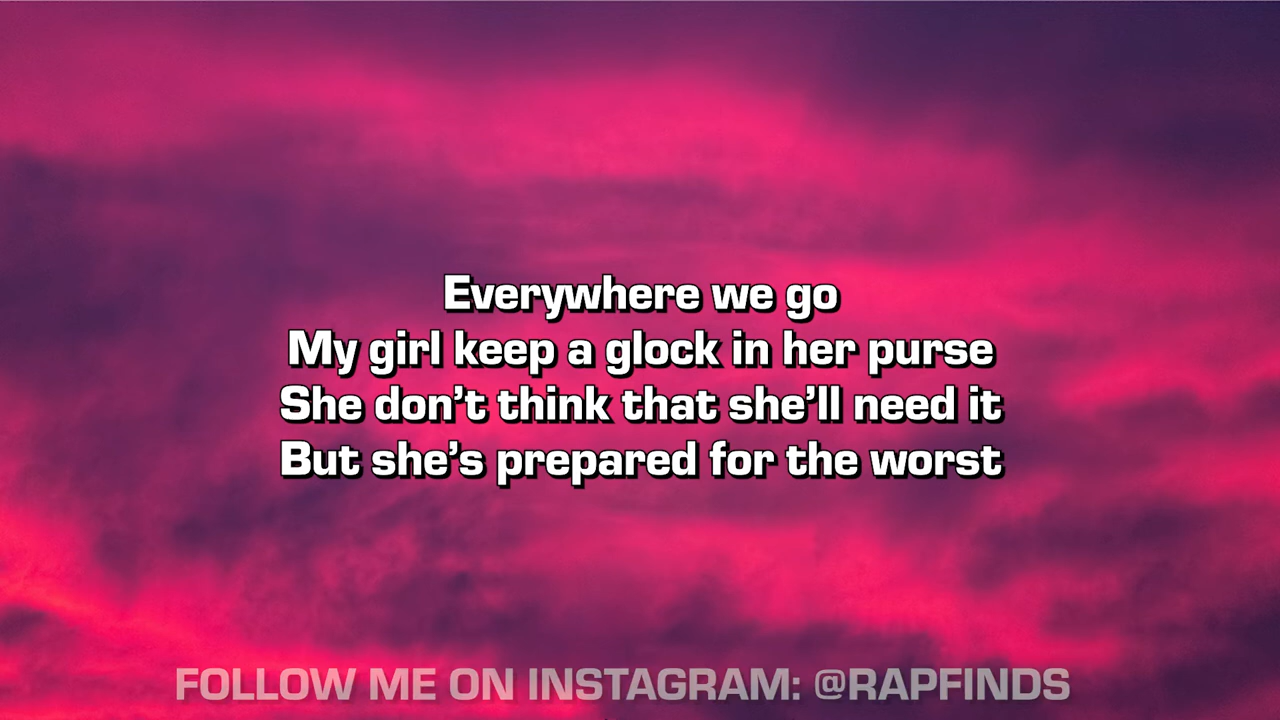 Everywhere we go
My girl keep a glock in her purse
She don’t think that she’ll need it
But she’s prepared for the worst
FOLLOW ME ON INSTAGRAM: @RAPFINDS